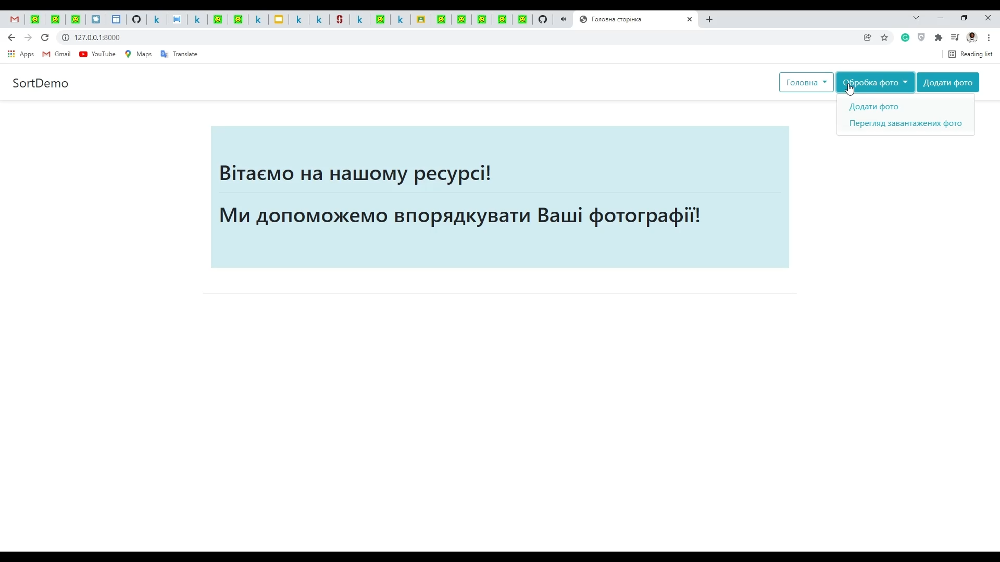 Головна сторінка
127.0.0.1:8000
Apps Gmail YouTube Maps Translate Reading list
SortDemo Головна Обробка фото Додати фото
Додати фото
Перегляд завантажених фото
Вітаємо на нашому ресурсі!
Ми допоможемо впорядкувати Ваші фотографії!